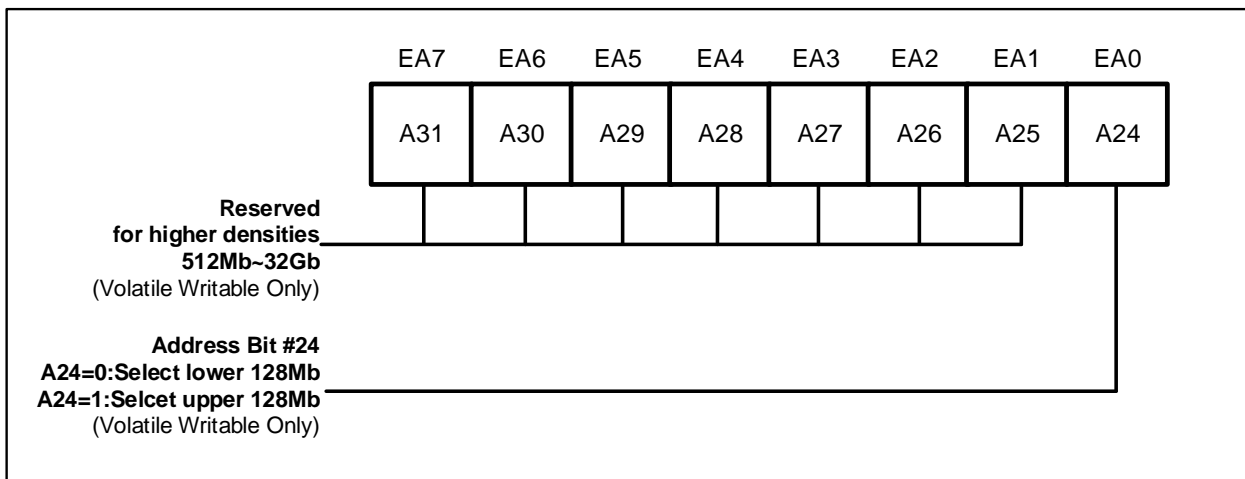 EA7 EA6 EA5 EA4 EA3 EA2 EA1 EA0
A31 A30 A29 A28 A27 A26 A25 A24
Reserved
for higher densities
512Mb~32Gb
(Volatile Writable Only)
Address Bit #24
A24=0:Select lower 128Mb
A24=1:Selcet upper 128Mb
(Volatile Writable Only)